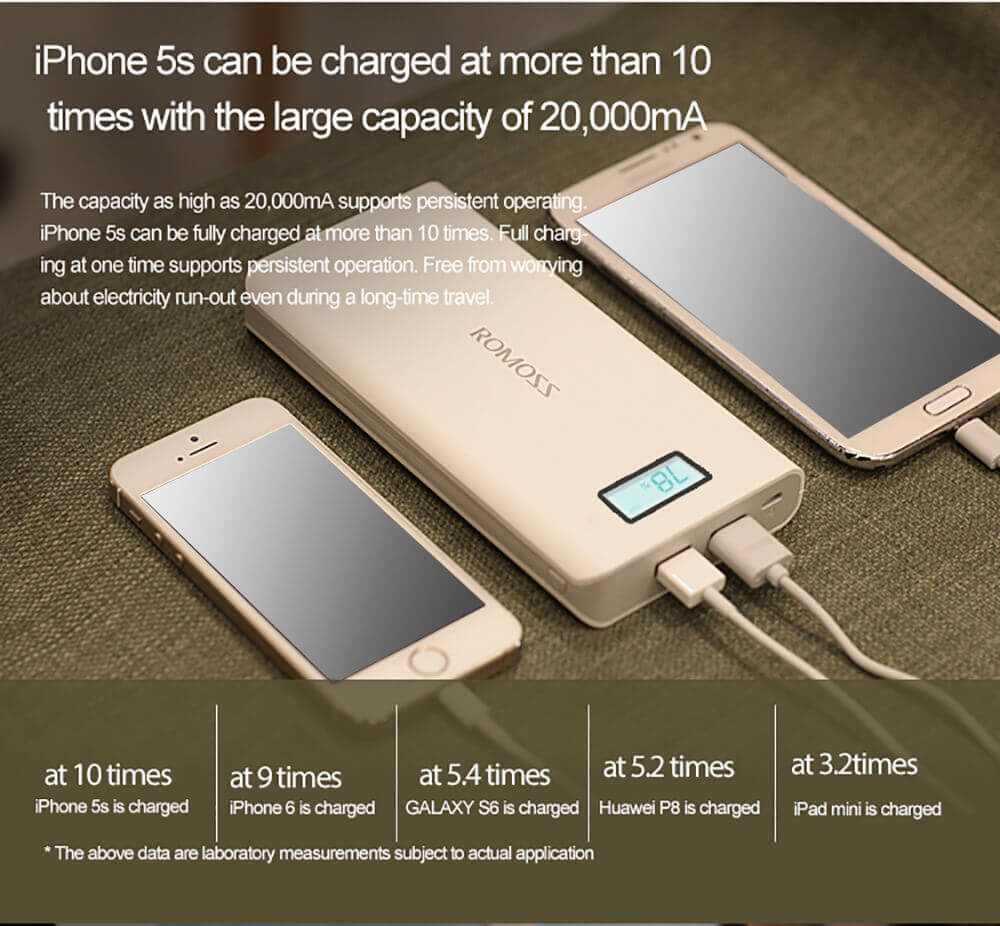 iPhone 5s can be charged at more than 10
times with the large capacity of 20,000mA
The capacity as high as 20,000mA supports persistent operating.
iPhone 5s can be fully charged at more than 10 times. Full charg-
ing at one time supports persistent operation. Free from worrying
about electricity run-out even during a long-time travel.
ROMOSS
78%
at 10 times
iPhone 5s is charged
at 9 times
iPhone 6 is charged
at 5.4 times
GALAXY S6 is charged
at 5.2 times
Huawei P8 is charged
at 3.2times
iPad mini is charged
* The above data are laboratory measurements subject to actual application